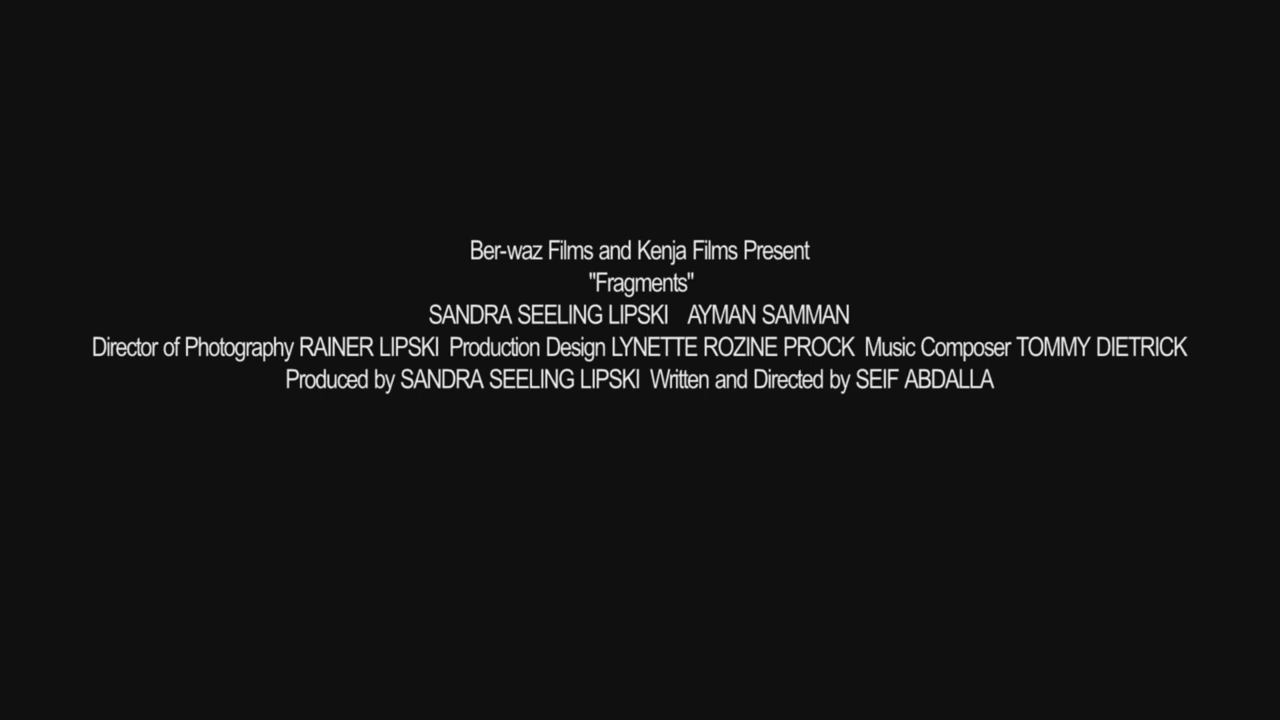 Ber-waz Films and Kenja Films Present
"Fragments"
SANDRA SEELING LIPSKI AYMAN SAMMAN
Director of Photography RAINER LIPSKI Production Design LYNETTE ROZINE PROCK Music Composer TOMMY DIETRICK
Produced by SANDRA SEELING LIPSKI Written and Directed by SEIF ABDALLA